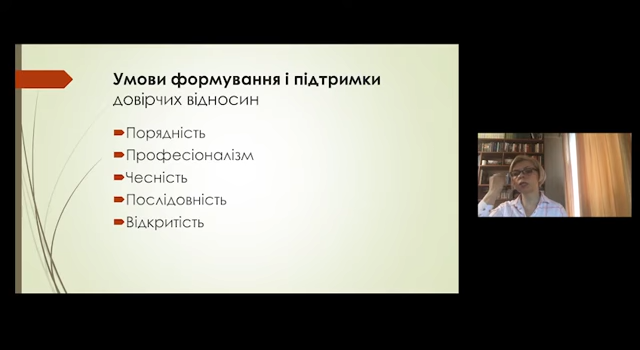 Умови формування і підтримки
довірчих відносин
Порядність
Професіоналізм
Чесність
Послідовність
Відкритість